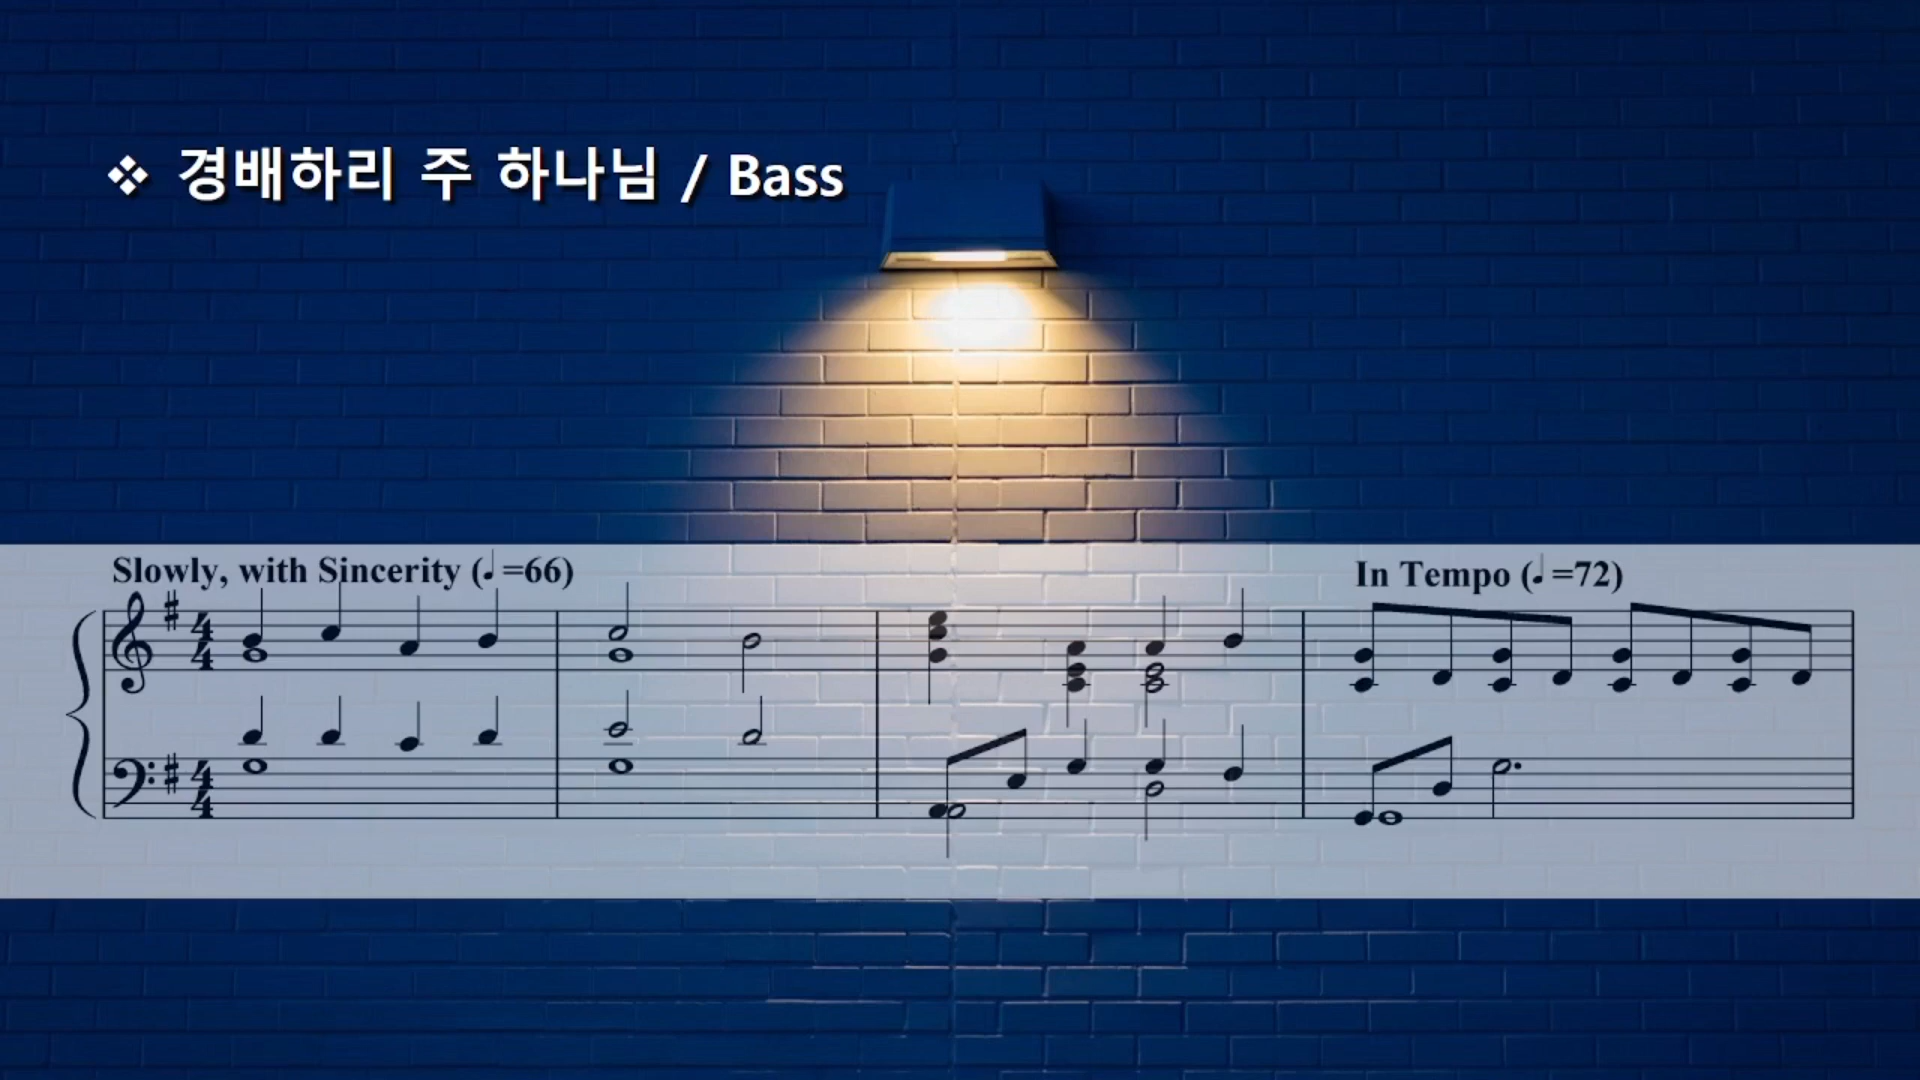 ❖ 경배하리 주 하나님 / Bass
Slowly, with Sincerity (♩=66)
In Tempo (♩=72)